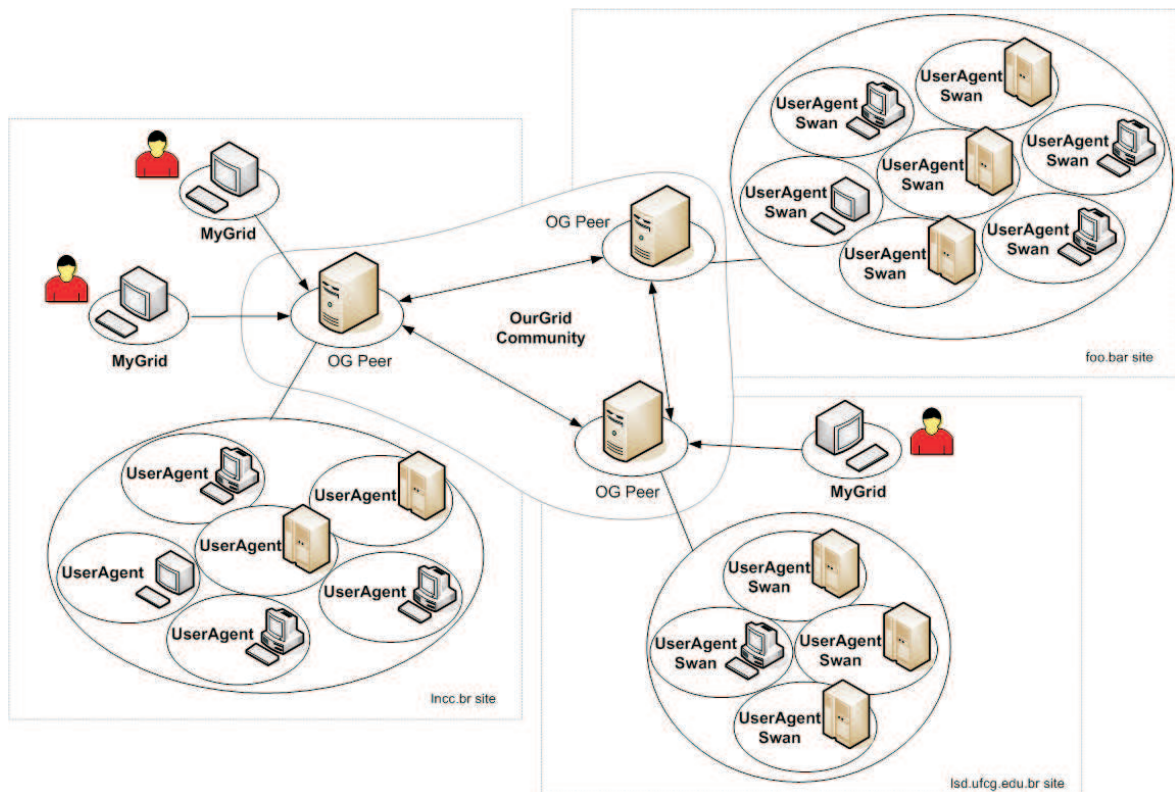 UserAgent
Swan
UserAgent
Swan
UserAgent
Swan
UserAgent
Swan
UserAgent
Swan
UserAgent
Swan
UserAgent
Swan
foo.bar site
MyGrid
MyGrid
OG Peer
OG Peer
OurGrid
Community
OG Peer
MyGrid
UserAgent
UserAgent
UserAgent
UserAgent
UserAgent
UserAgent
lncc.br site
UserAgent
Swan
UserAgent
Swan
UserAgent
Swan
UserAgent
Swan
lsd.ufcg.edu.br site